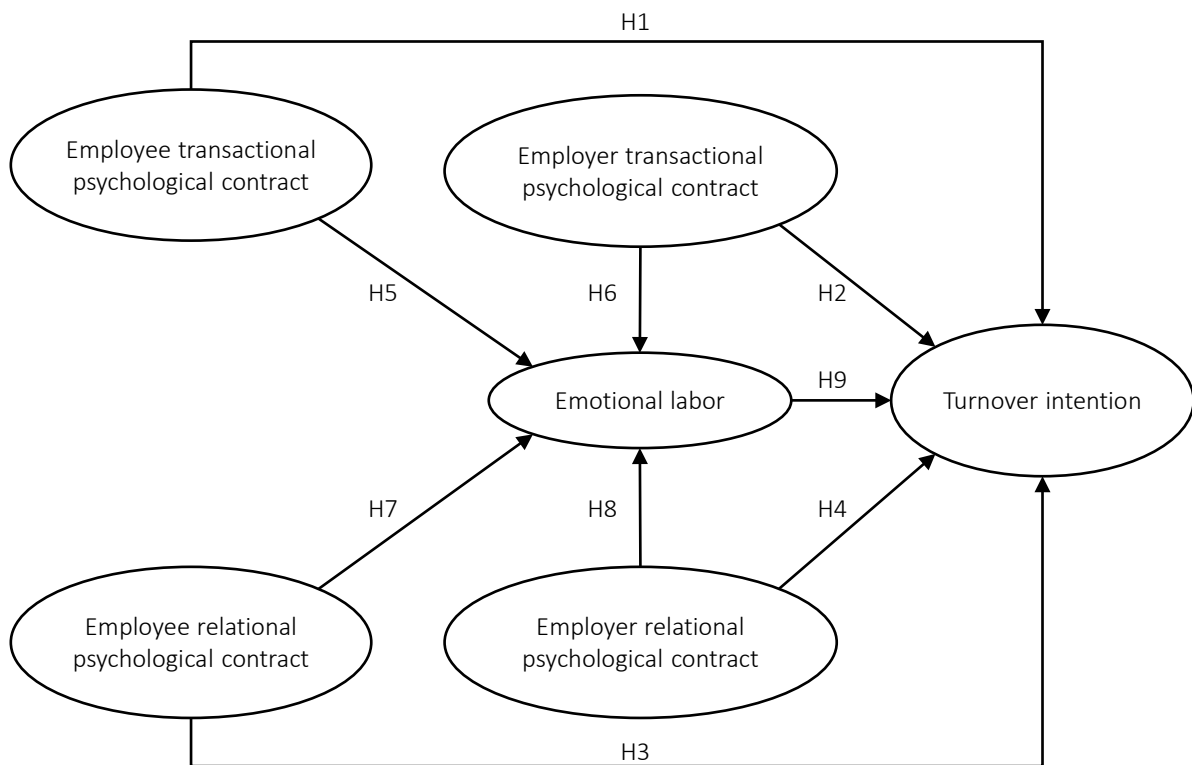 H1
Employee transactional
psychological contract
Employer transactional
psychological contract
H5
H6
H2
Emotional labor
H9
Turnover intention
H7
H8
H4
Employee relational
psychological contract
Employer relational
psychological contract
H3